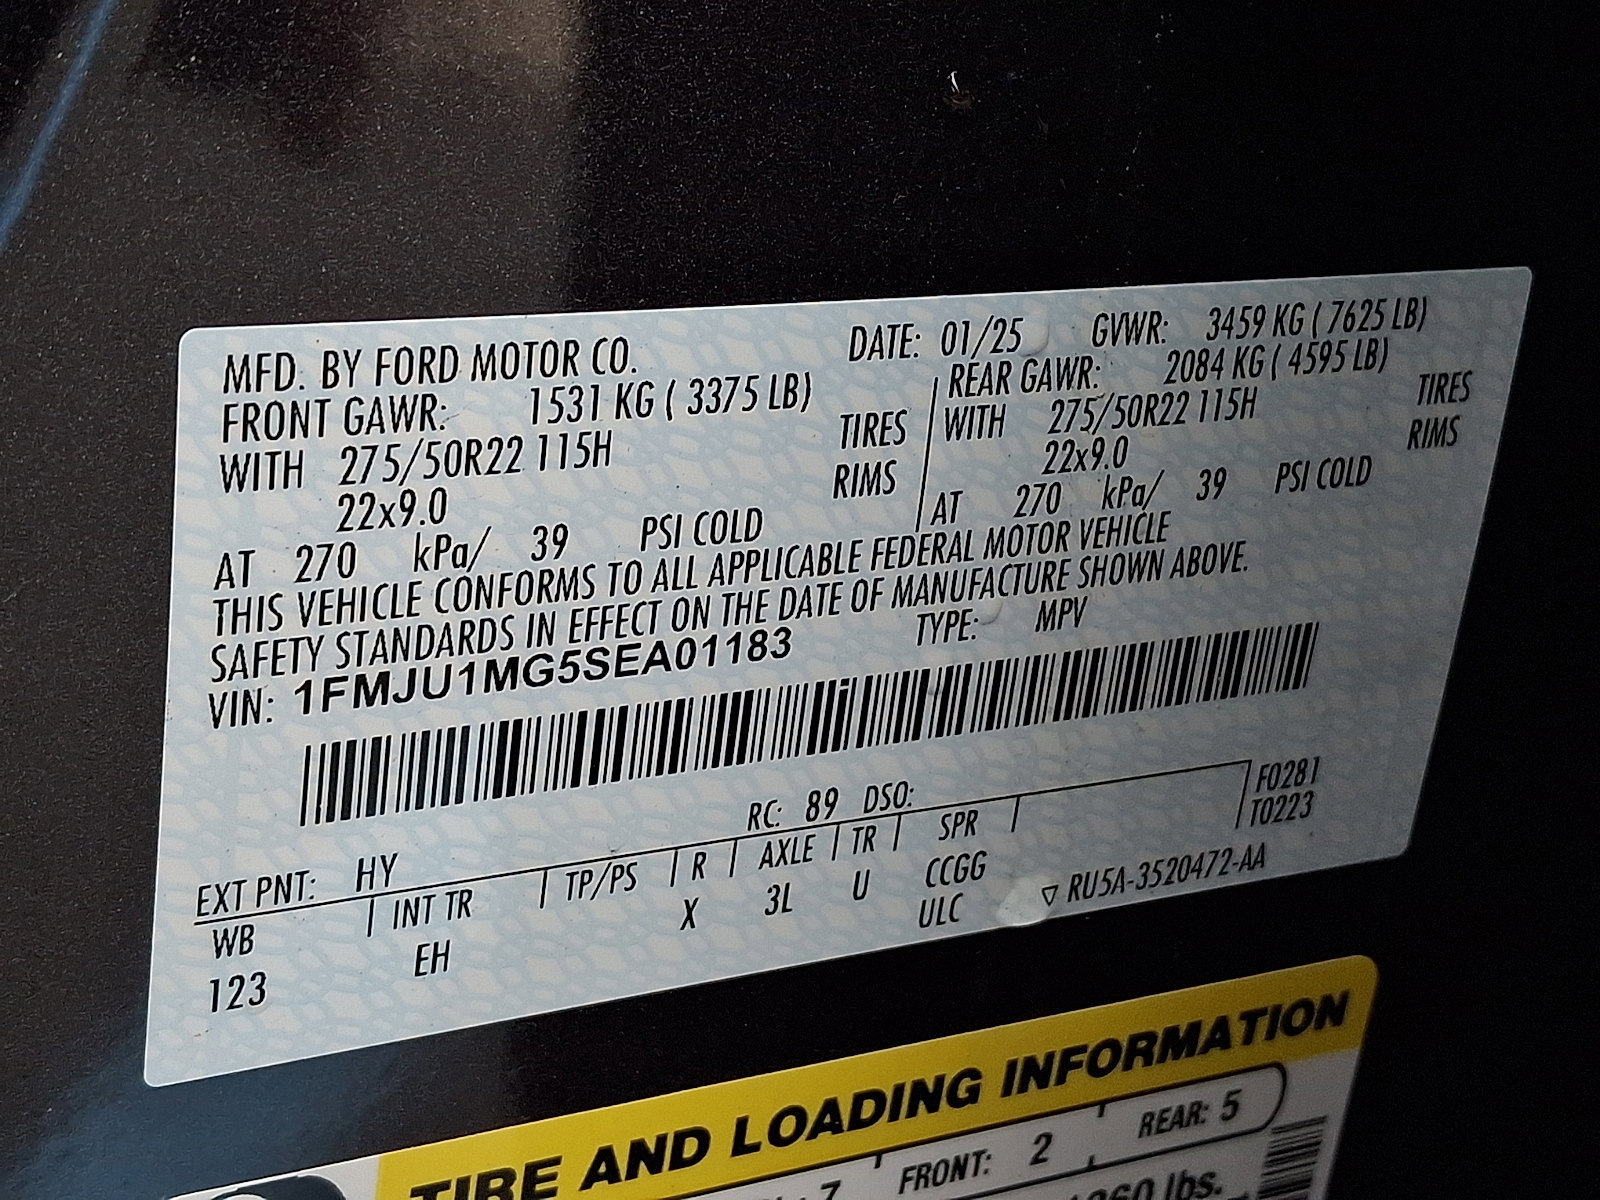 MFD. BY FORD MOTOR CO. DATE: 01/25 GVWR: 3459 KG ( 7625 LB)
FRONT GAWR: 1531 KG ( 3375 LB) REAR GAWR: 2084 KG ( 4595 LB)
WITH 275/50R22 115H TIRES WITH 275/50R22 115H TIRES
22x9.0 RIMS 22x9.0 RIMS
AT 270 kPa/ 39 PSI COLD AT 270 kPa/ 39 PSI COLD
THIS VEHICLE CONFORMS TO ALL APPLICABLE FEDERAL MOTOR VEHICLE
SAFETY STANDARDS IN EFFECT ON THE DATE OF MANUFACTURE SHOWN ABOVE.
VIN: 1FMJU1MG5SEA01183 TYPE: MPV
EXT PNT: HY RC: 89 DSO: F0281
WB INT TR TP/PS R AXLE TR SPR T0223
123 EH X 3L U CCGG
ULC ▽ RU5A-3520472-AA
TIRE AND LOADING INFORMATION
7 FRONT: 2 REAR: 5
lbs.